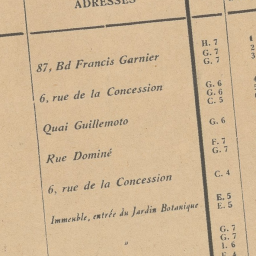 ADRESSES
H. 7
87, Bd Francis Garnier G. 7
G. 7
6, rue de la Concession G. 6
G. 6
C. 5
Quai Guillemoto G. 6
Rue Dominé F. 7
G. 7
6, rue de la Concession C. 4
Immeuble, entrée du Jardin Botanique E. 5
E. 5
G. 7
G. 7
I. 6